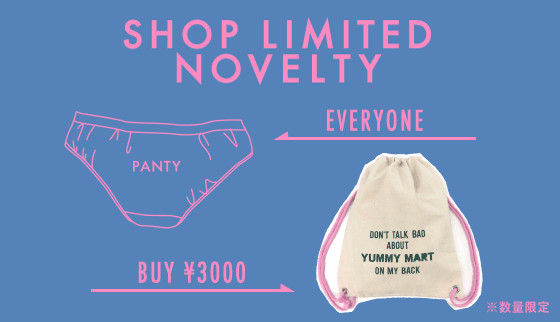 SHOP LIMITED
NOVELTY
EVERYONE
PANTY
DON'T TALK BAD
ABOUT
YUMMY MART
ON MY BACK
BUY ¥3000
※数量限定